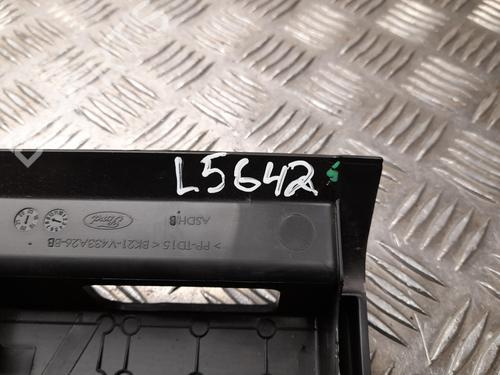 L5642
Ford
ASDH.B
> PP-TD15 < BK21-V433A26-BB